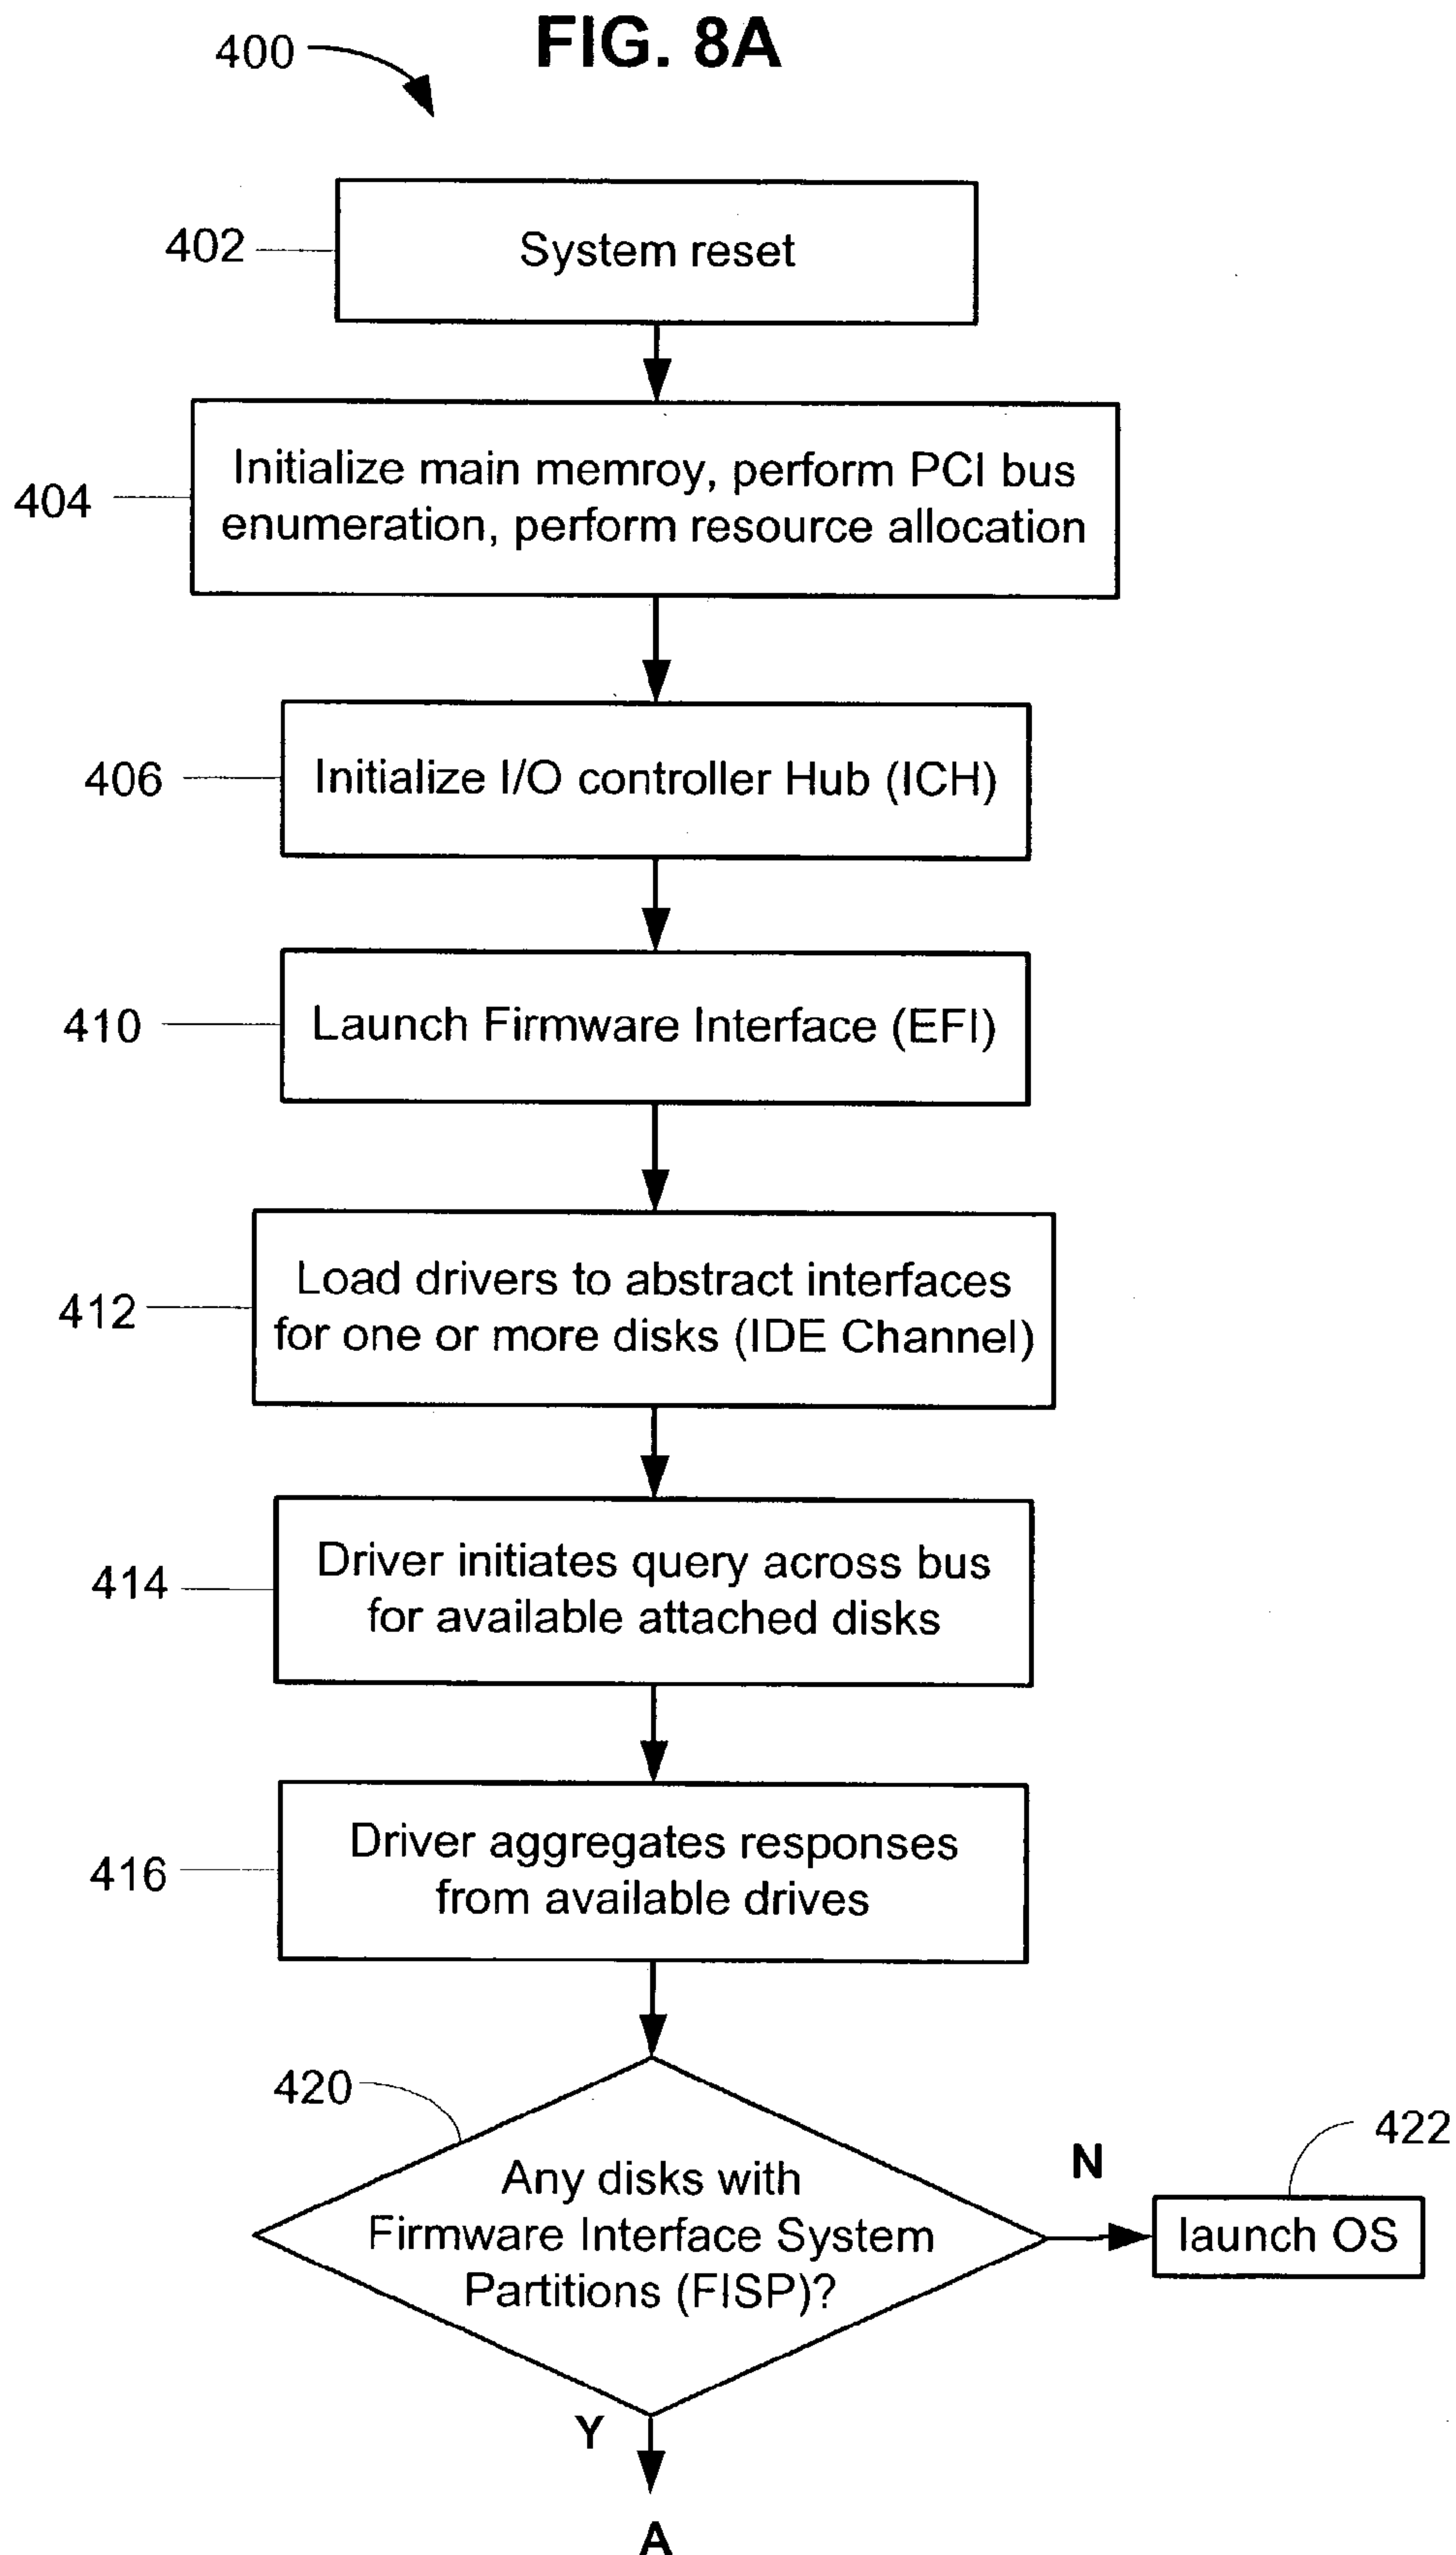 FIG. 8A
400
402
System reset
404
Initialize main memroy, perform PCI bus
enumeration, perform resource allocation
406
Initialize I/O controller Hub (ICH)
410
Launch Firmware Interface (EFI)
412
Load drivers to abstract interfaces
for one or more disks (IDE Channel)
414
Driver initiates query across bus
for available attached disks
416
Driver aggregates responses
from available drives
420
Any disks with
Firmware Interface System
Partitions (FISP)?
N
422
launch OS
Y
A